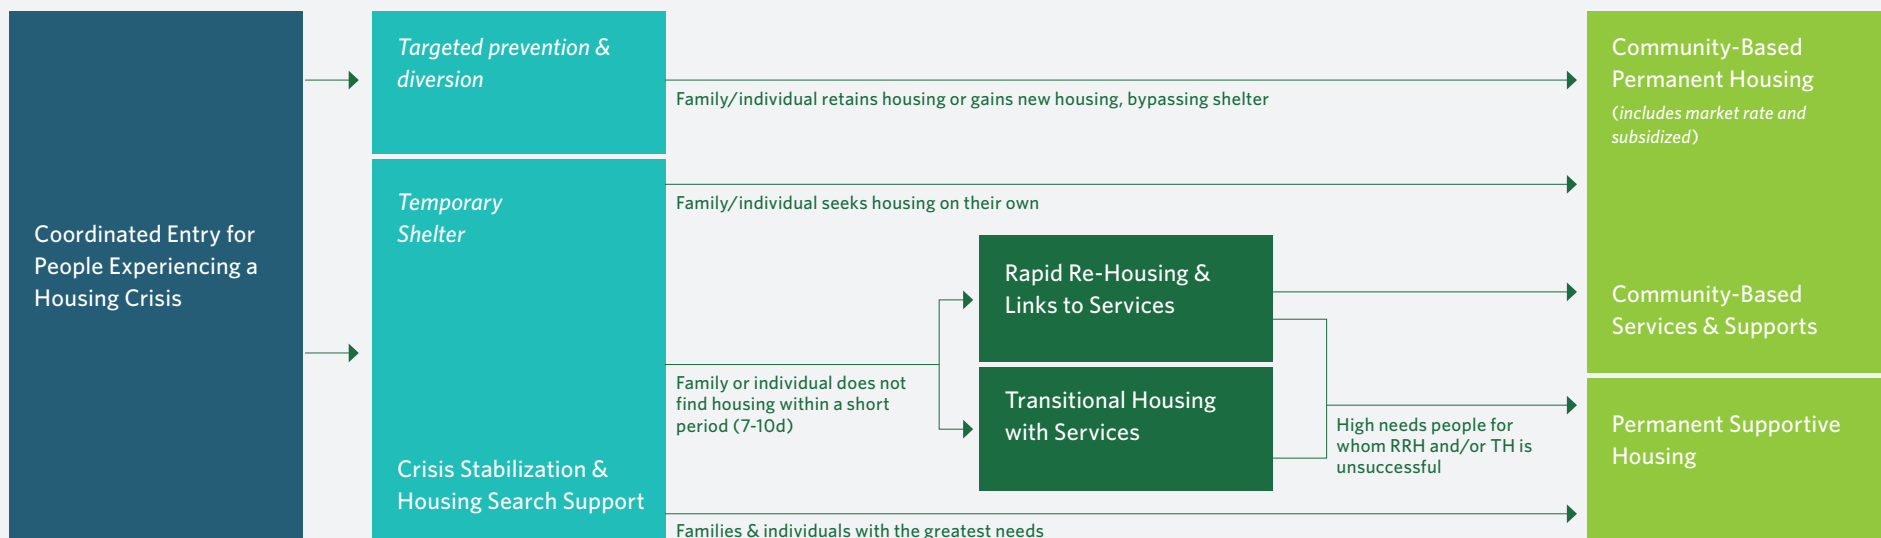 Coordinated Entry for
People Experiencing a
Housing Crisis
Targeted prevention &
diversion
Temporary
Shelter
Crisis Stabilization &
Housing Search Support
Family/individual retains housing or gains new housing, bypassing shelter
Family/individual seeks housing on their own
Family or individual does not
find housing within a short
period (7-10d)
Families & individuals with the greatest needs
Rapid Re-Housing &
Links to Services
Transitional Housing
with Services
High needs people for
whom RRH and/or TH is
unsuccessful
Community-Based
Permanent Housing
(includes market rate and
subsidized)
Community-Based
Services & Supports
Permanent Supportive
Housing